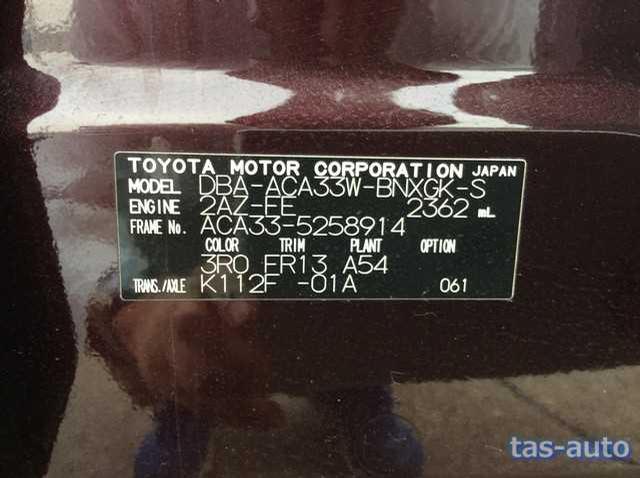 TOYOTA MOTOR CORPORATION JAPAN
MODEL DBA-ACA33W-BNXGK-S
ENGINE 2AZ-FE 2362 mL
FRAME No. ACA33-5258914
COLOR TRIM PLANT OPTION
3R0 FR13 A54
TRANS./AXLE K112F -01A 061
tas-auto